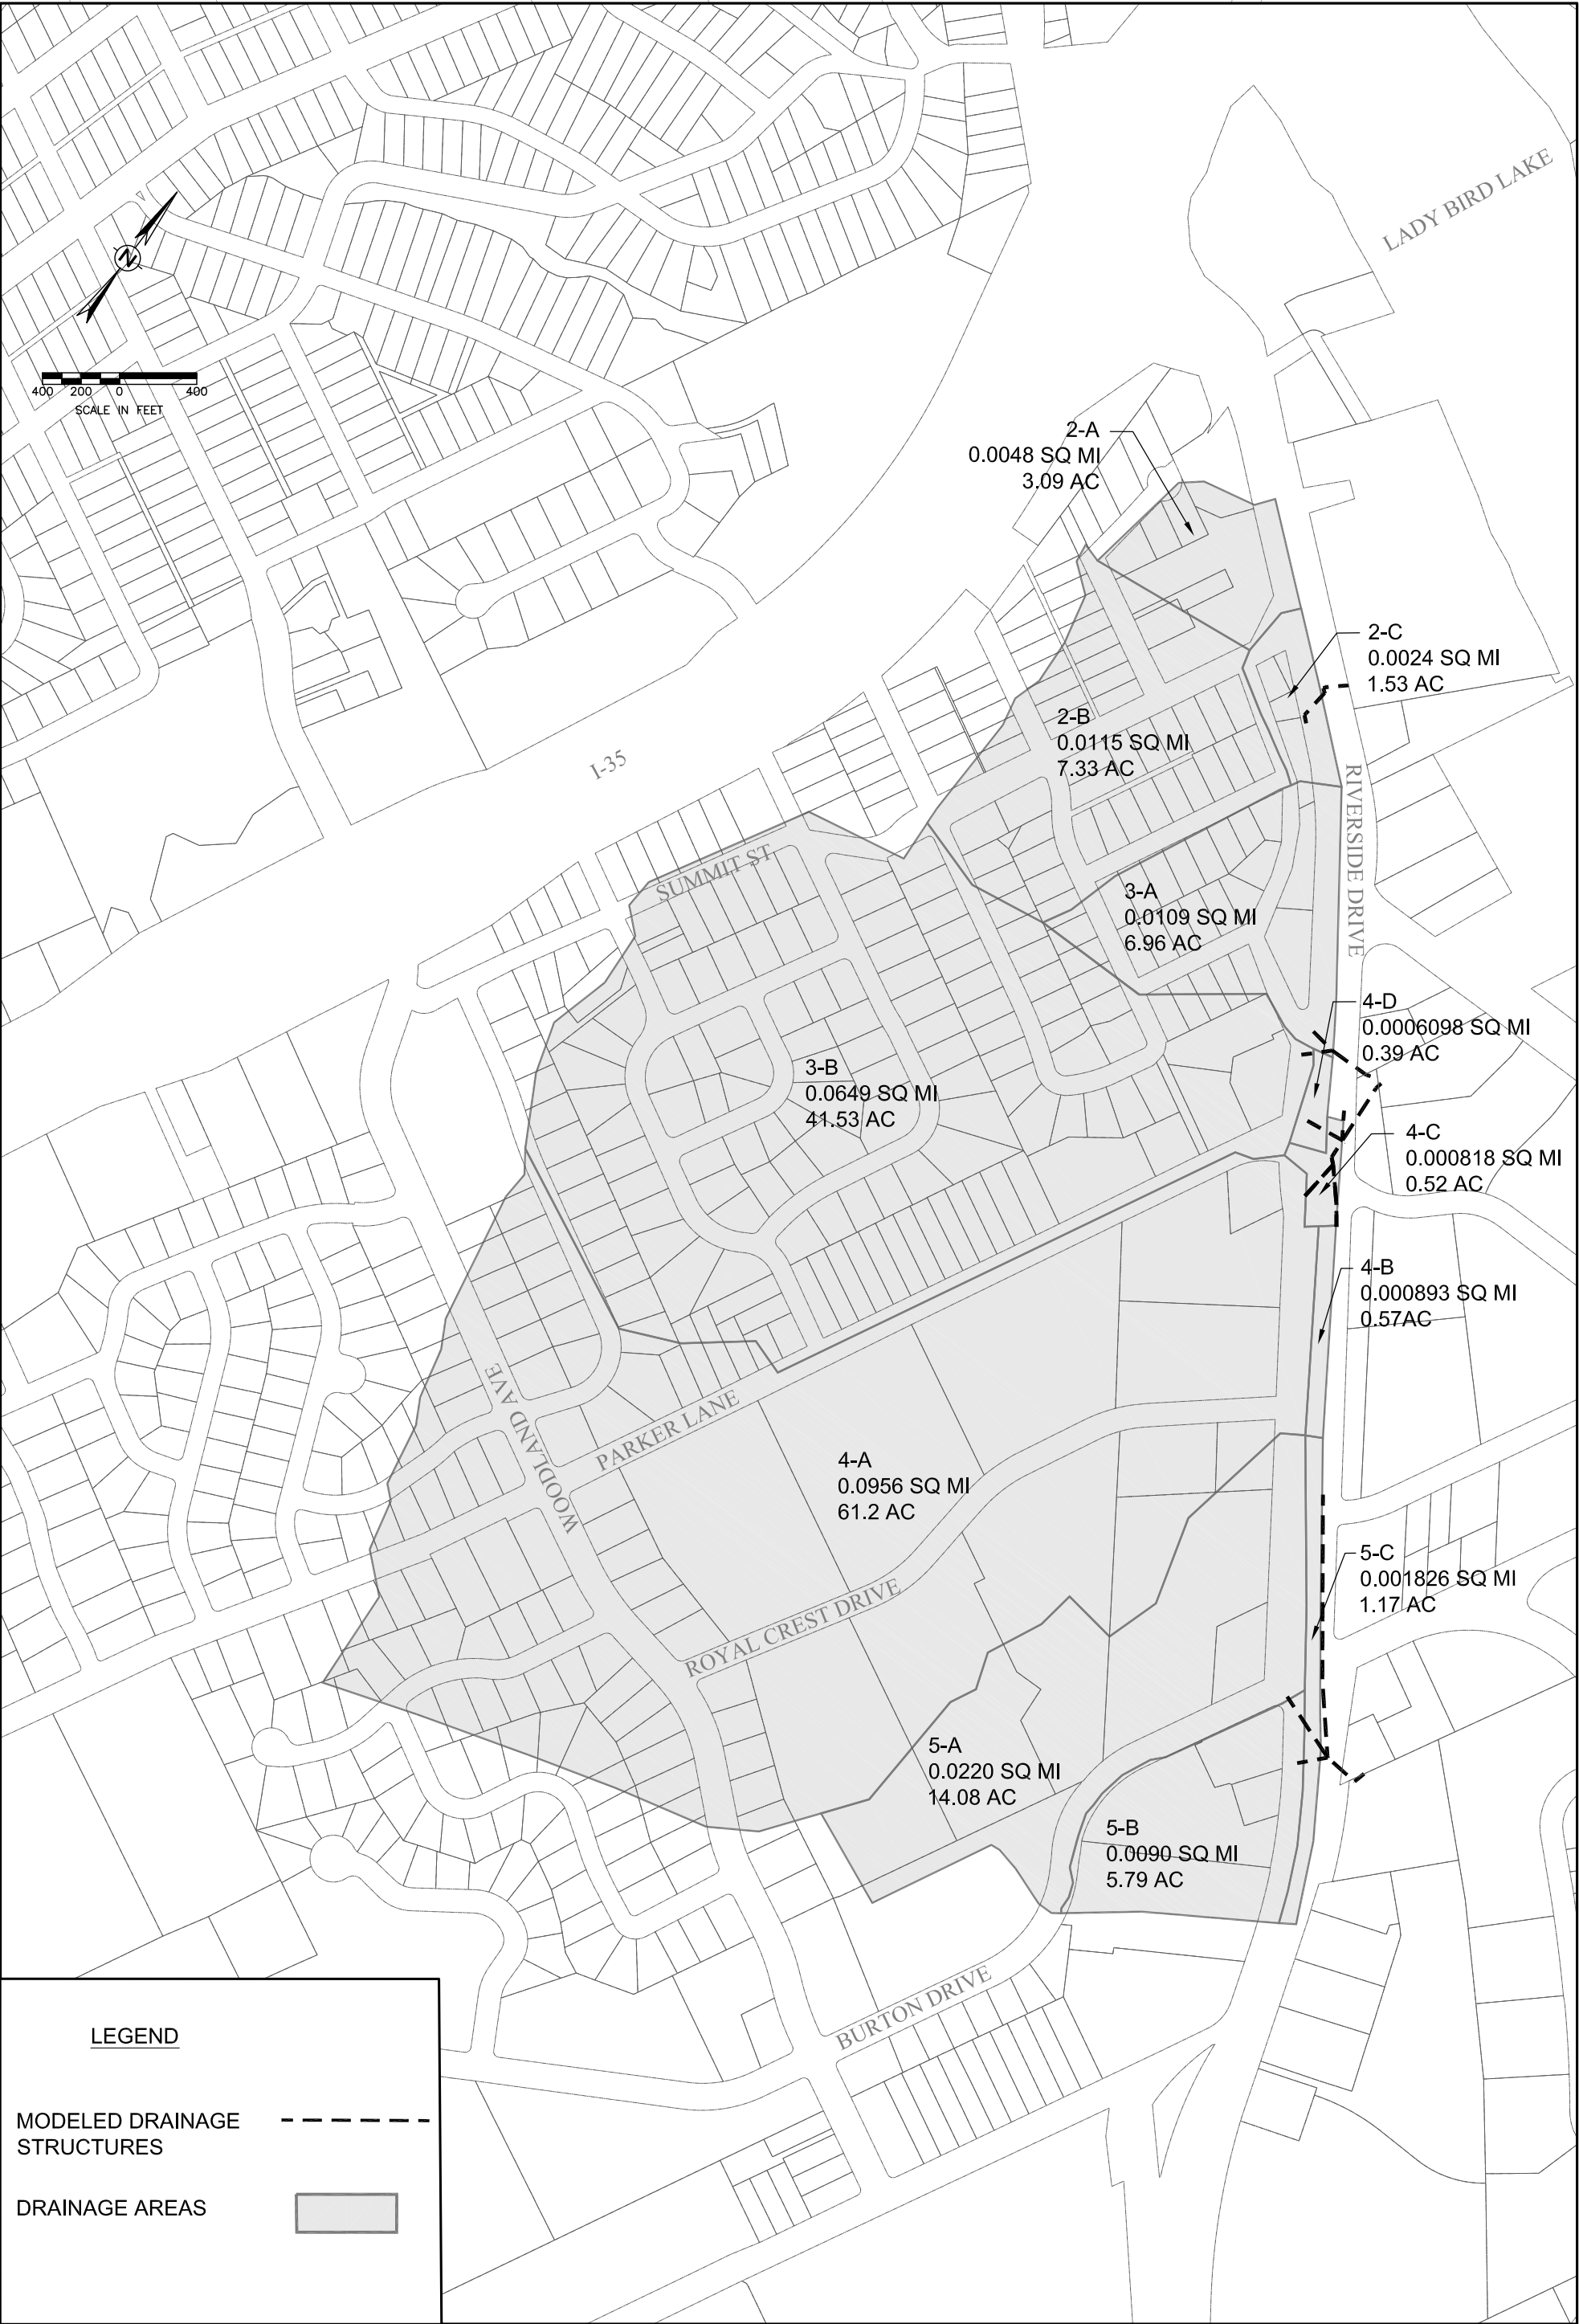 LADY BIRD LAKE
N
400 200 0 400
SCALE IN FEET
2-A
0.0048 SQ MI
3.09 AC
2-C
0.0024 SQ MI
1.53 AC
2-B
0.0115 SQ MI
7.33 AC
I-35
RIVERSIDE DRIVE
SUMMIT ST
3-A
0.0109 SQ MI
6.96 AC
4-D
0.0006098 SQ MI
0.39 AC
3-B
0.0649 SQ MI
41.53 AC
4-C
0.000818 SQ MI
0.52 AC
4-B
0.000893 SQ MI
0.57AC
WOODLAND AVE
PARKER LANE
4-A
0.0956 SQ MI
61.2 AC
5-C
0.001826 SQ MI
1.17 AC
ROYAL CREST DRIVE
5-A
0.0220 SQ MI
14.08 AC
5-B
0.0090 SQ MI
5.79 AC
BURTON DRIVE
LEGEND
MODELED DRAINAGE
STRUCTURES
DRAINAGE AREAS